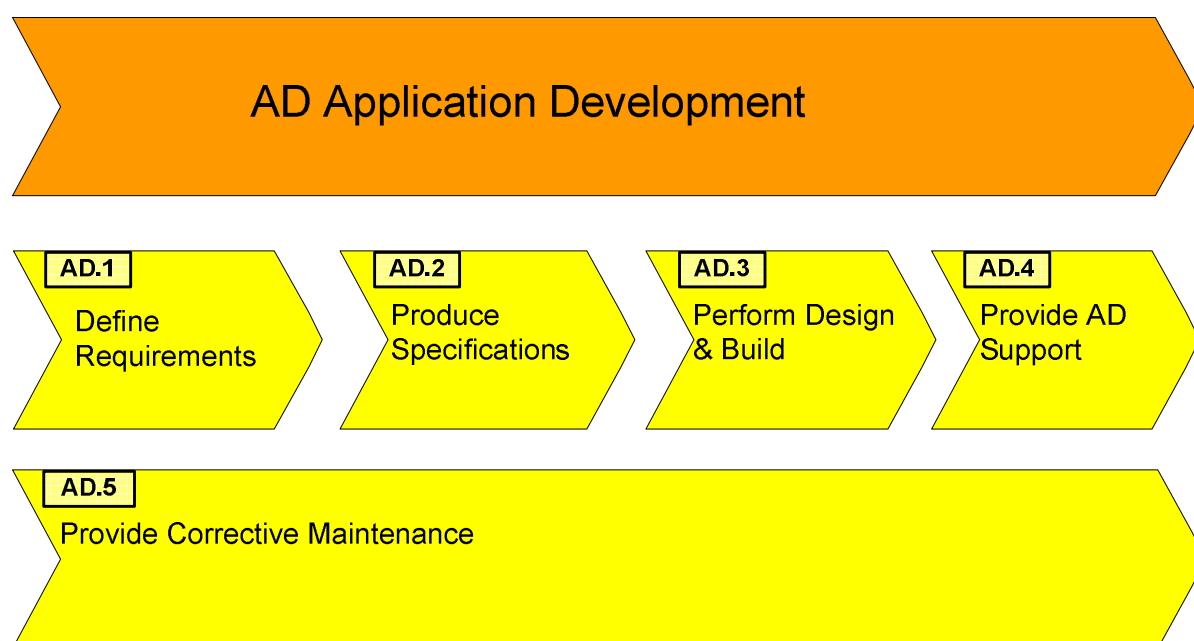 AD Application Development
AD.1
Define
Requirements
AD.2
Produce
Specifications
AD.3
Perform Design
& Build
AD.4
Provide AD
Support
AD.5
Provide Corrective Maintenance